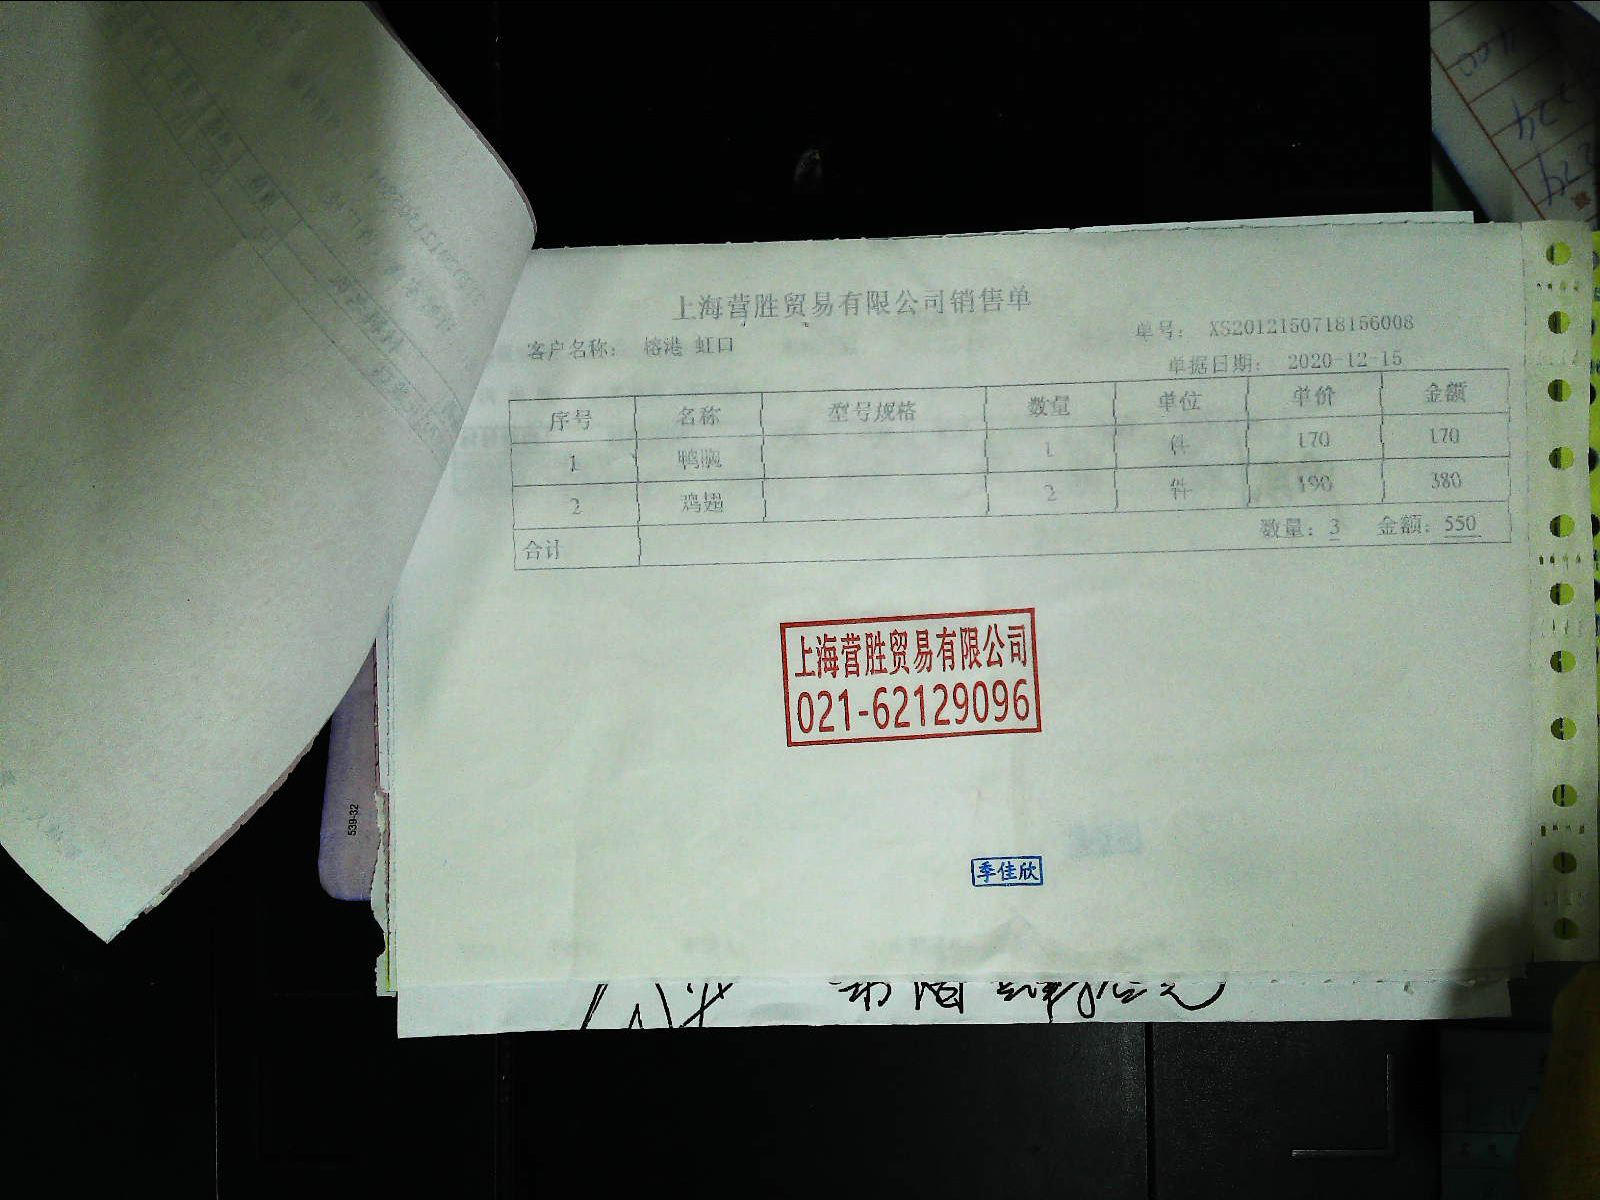 上海营胜贸易有限公司销售单
单号: XS2012150718156008
客户名称: 榕港 虹口
单据日期: 2020-12-15
序号 名称 型号规格 数量 单位 单价 金额
1 鸭胸 1 件 170 170
2 鸡翅 2 件 190 380
合计 数量: 3 金额: 550
上海营胜贸易有限公司
021-62129096
季佳欣
539-32